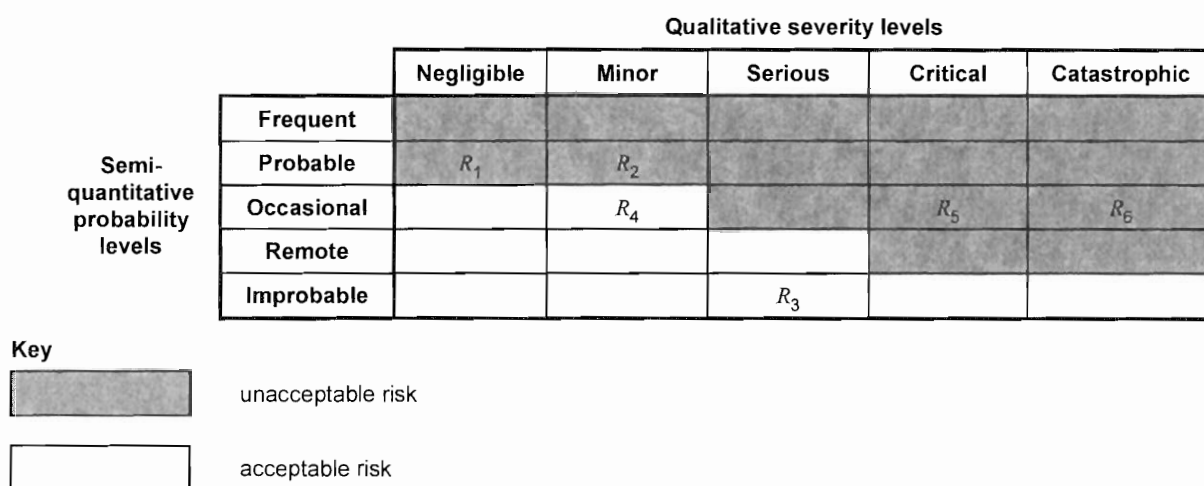 Qualitative severity levels
Negligible Minor Serious Critical Catastrophic
Semi-
quantitative
probability
levels
Frequent
Probable R1 R2
Occasional R4 R5 R6
Remote
Improbable R3
Key
unacceptable risk
acceptable risk